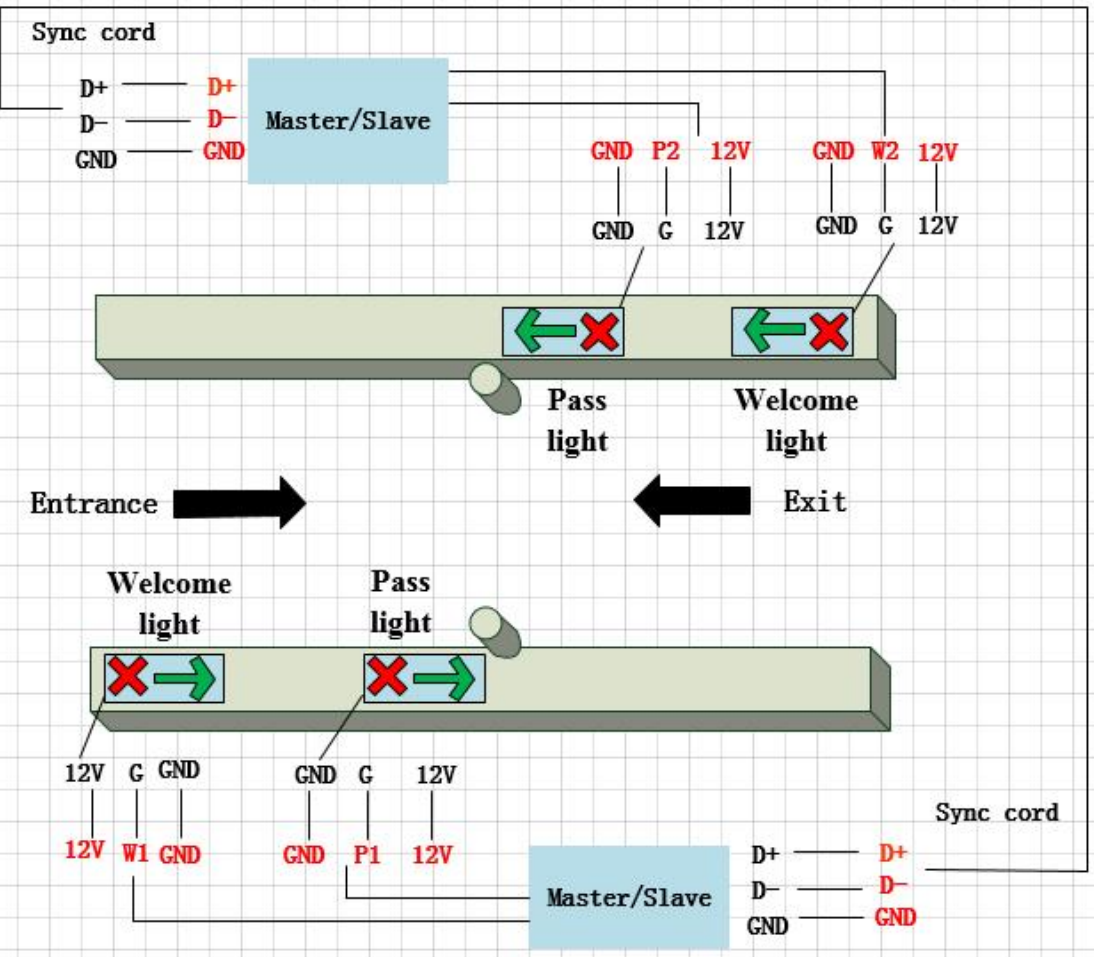 Sync cord
D+ D+
D- D-
GND GND
Master/Slave
GND P2 12V GND W2 12V
GND G 12V GND G 12V
Pass
light
Welcome
light
Entrance
Exit
Welcome
light
Pass
light
12V G GND GND G 12V
12V W1 GND GND P1 12V
Sync cord
Master/Slave
D+ D+
D- D-
GND GND